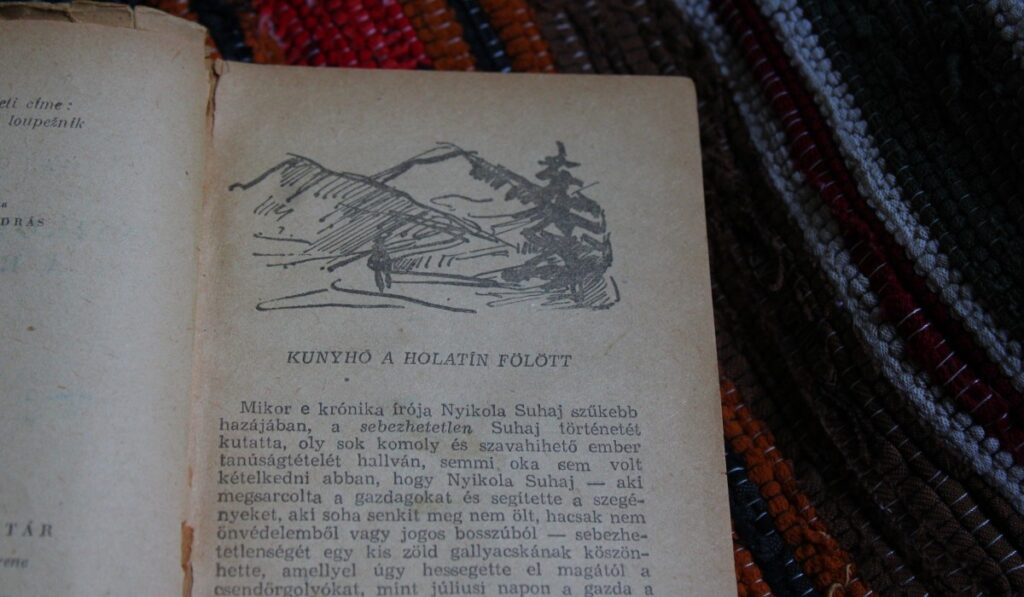 eti címe:
loupežník
a
DRÁS
TÁR
renc
KUNYHÓ A HOLATÍN FÖLÖTT
Mikor e krónika írója Nyikola Suhaj szűkebb
hazájában, a sebezhetetlen Suhaj történetét
kutatta, oly sok komoly és szavahihető ember
tanúságtételét hallván, semmi oka sem volt
kételkedni abban, hogy Nyikola Suhaj — aki
megsarcolta a gazdagokat és segítette a szegé-
nyeket, aki soha senkit meg nem ölt, hacsak nem
önvédelemből vagy jogos bosszúból — sebezhe-
tetlenségét egy kis zöld gallyacskának köszön-
hette, amellyel úgy hessegette el magától a
csendőrgolyókat, mint júliusi napon a gazda a